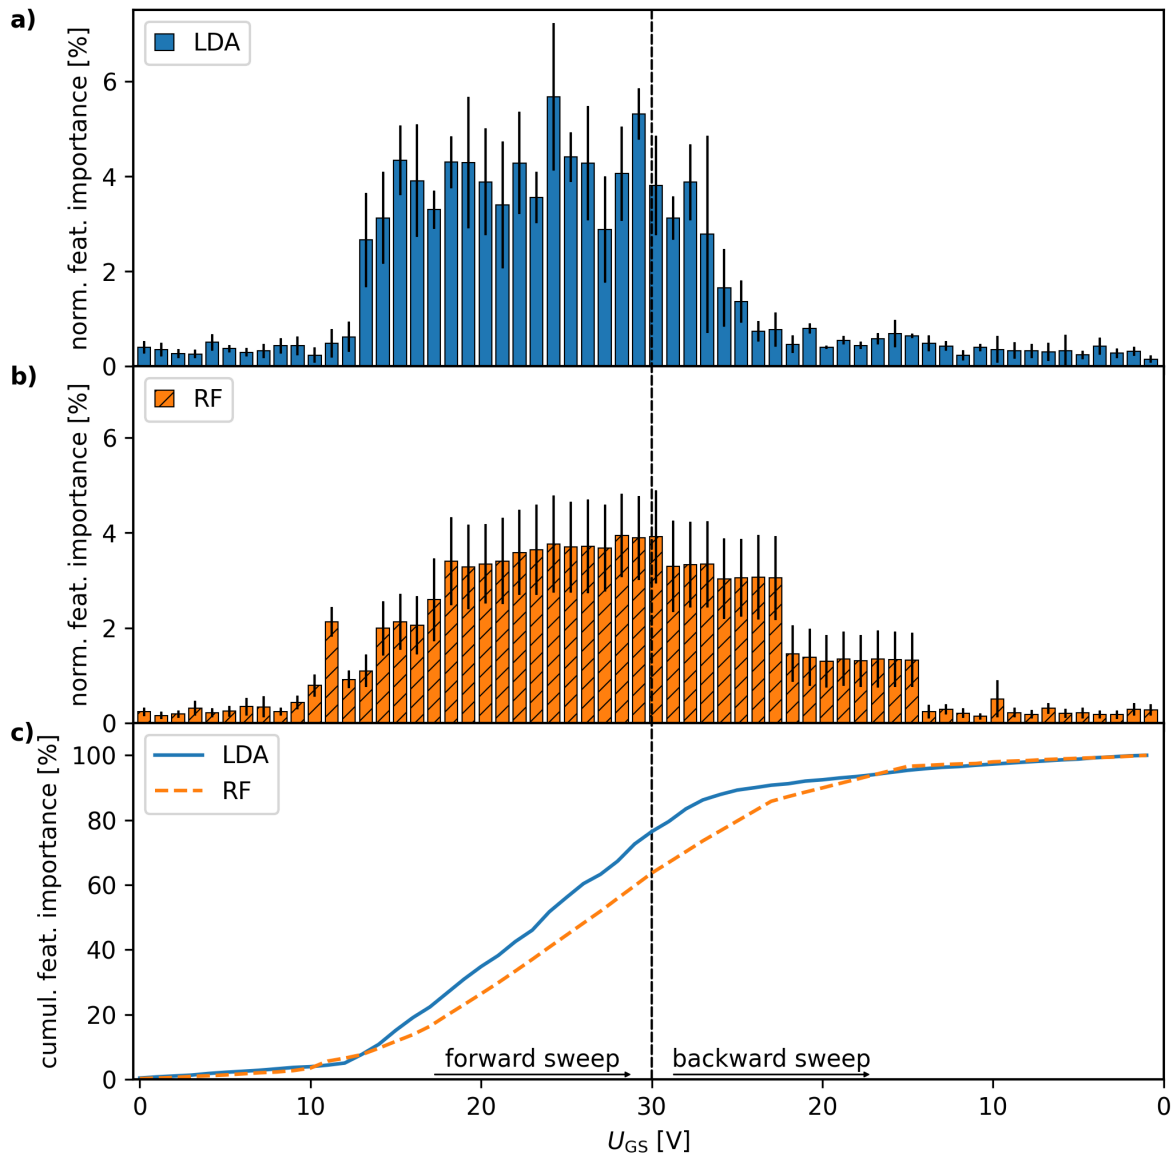 a)
LDA
norm. feat. importance [%]
6
4
2
0
b)
RF
norm. feat. importance [%]
6
4
2
0
c)
LDA
RF
cumul. feat. importance [%]
100
80
60
40
20
0
forward sweep
backward sweep
0 10 20 30 20 10 0
U_GS [V]